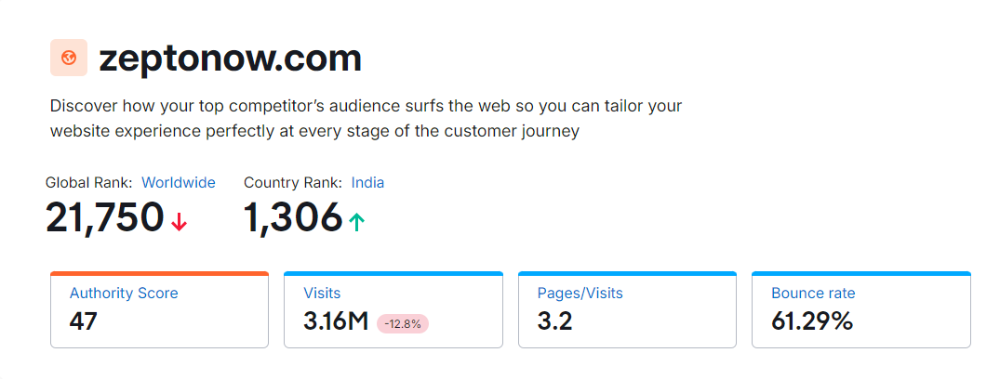 zeptonow.com
Discover how your top competitor’s audience surfs the web so you can tailor your
website experience perfectly at every stage of the customer journey
Global Rank: Worldwide Country Rank: India
21,750 1,306
Authority Score Visits Pages/Visits Bounce rate
47 3.16M -12.8% 3.2 61.29%